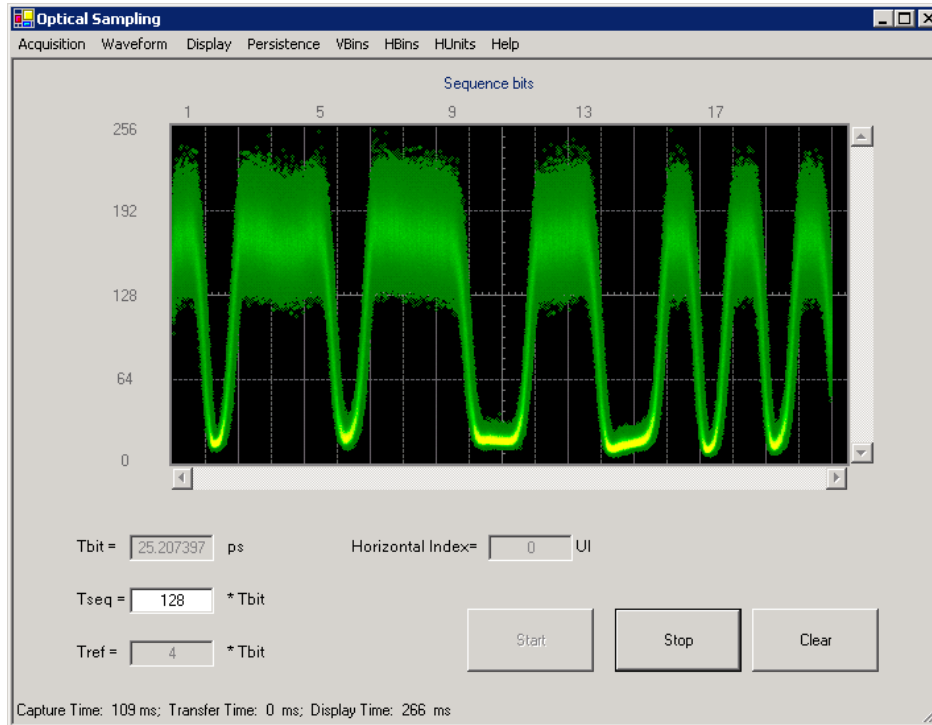 Optical Sampling
Acquisition Waveform Display Persistence VBins HBins HUnits Help
Sequence bits
1 5 9 13 17
256
192
128
64
0
Tbit = 25.207397 ps Horizontal Index= 0 UI
Tseq = 128 * Tbit
Start Stop Clear
Tref = 4 * Tbit
Capture Time: 109 ms; Transfer Time: 0 ms; Display Time: 266 ms